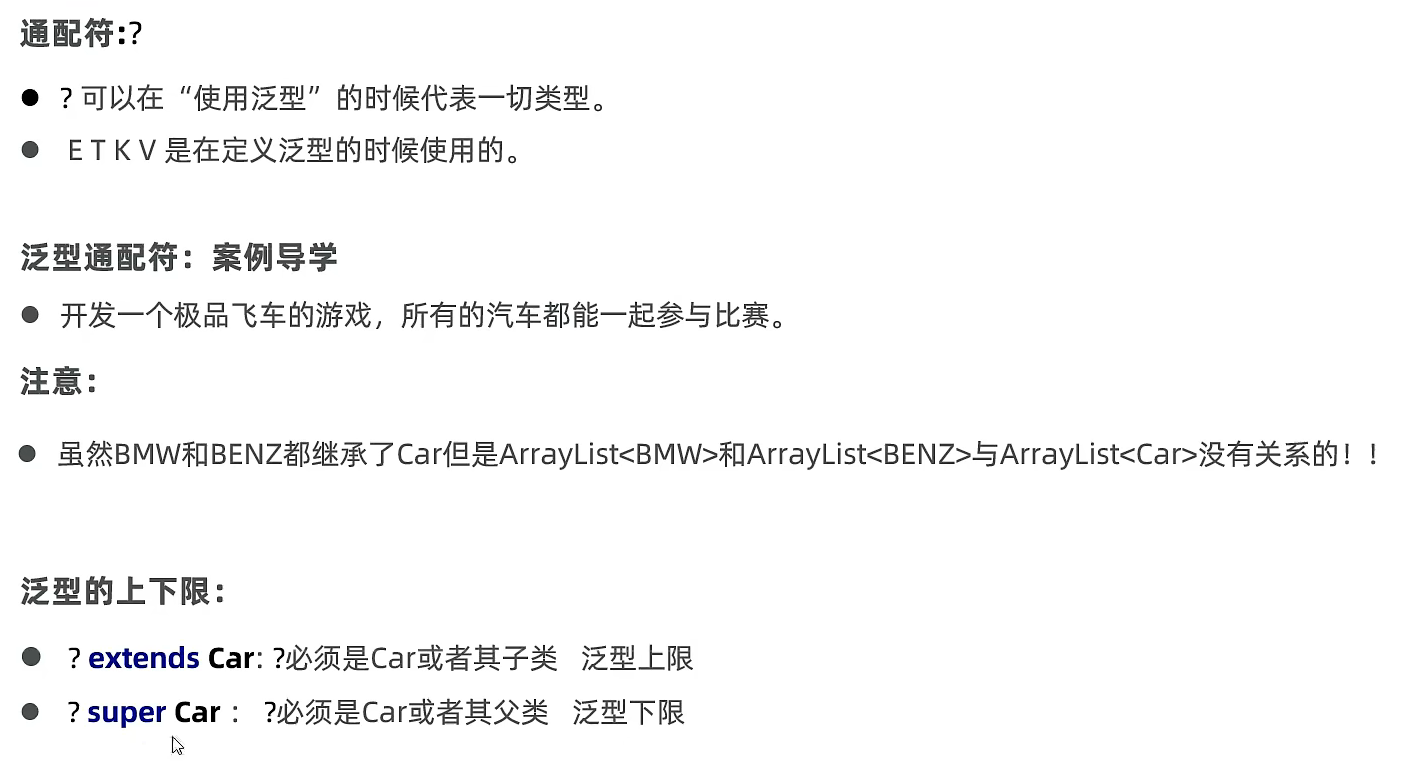 通配符:?
● ? 可以在 “使用泛型” 的时候代表一切类型。
● E T K V 是在定义泛型的时候使用的。
泛型通配符：案例导学
● 开发一个极品飞车的游戏，所有的汽车都能一起参与比赛。
注意：
● 虽然BMW和BENZ都继承了Car但是ArrayList<BMW>和ArrayList<BENZ>与ArrayList<Car>没有关系的！！
泛型的上下限：
● ? extends Car: ?必须是Car或者其子类 泛型上限
● ? super Car ： ?必须是Car或者其父类 泛型下限